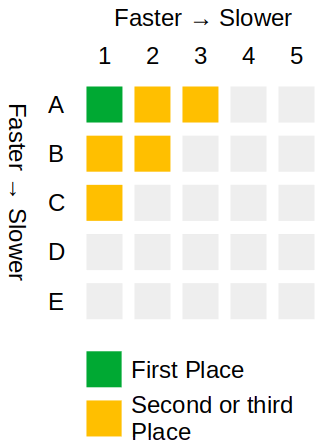 Faster → Slower
1 2 3 4 5
Faster → Slower
A
B
C
D
E
First Place
Second or third
Place